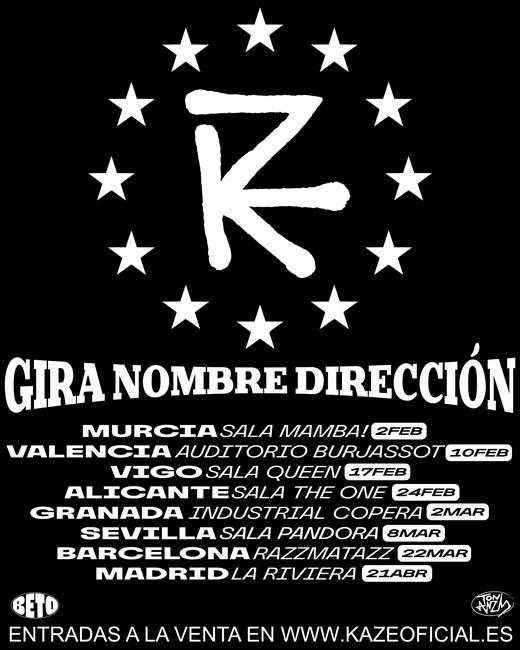 GIRA NOMBRE DIRECCIÓN
MURCIA SALA MAMBA! 2FEB
VALENCIA AUDITORIO BURJASSOT 10FEB
VIGO SALA QUEEN 17FEB
ALICANTE SALA THE ONE 24FEB
GRANADA INDUSTRIAL COPERA 2MAR
SEVILLA SALA PANDORA 8MAR
BARCELONA RAZZMATAZZ 22MAR
MADRID LA RIVIERA 21ABR
BETO
ENTRADAS A LA VENTA EN WWW.KAZEOFICIAL.ES